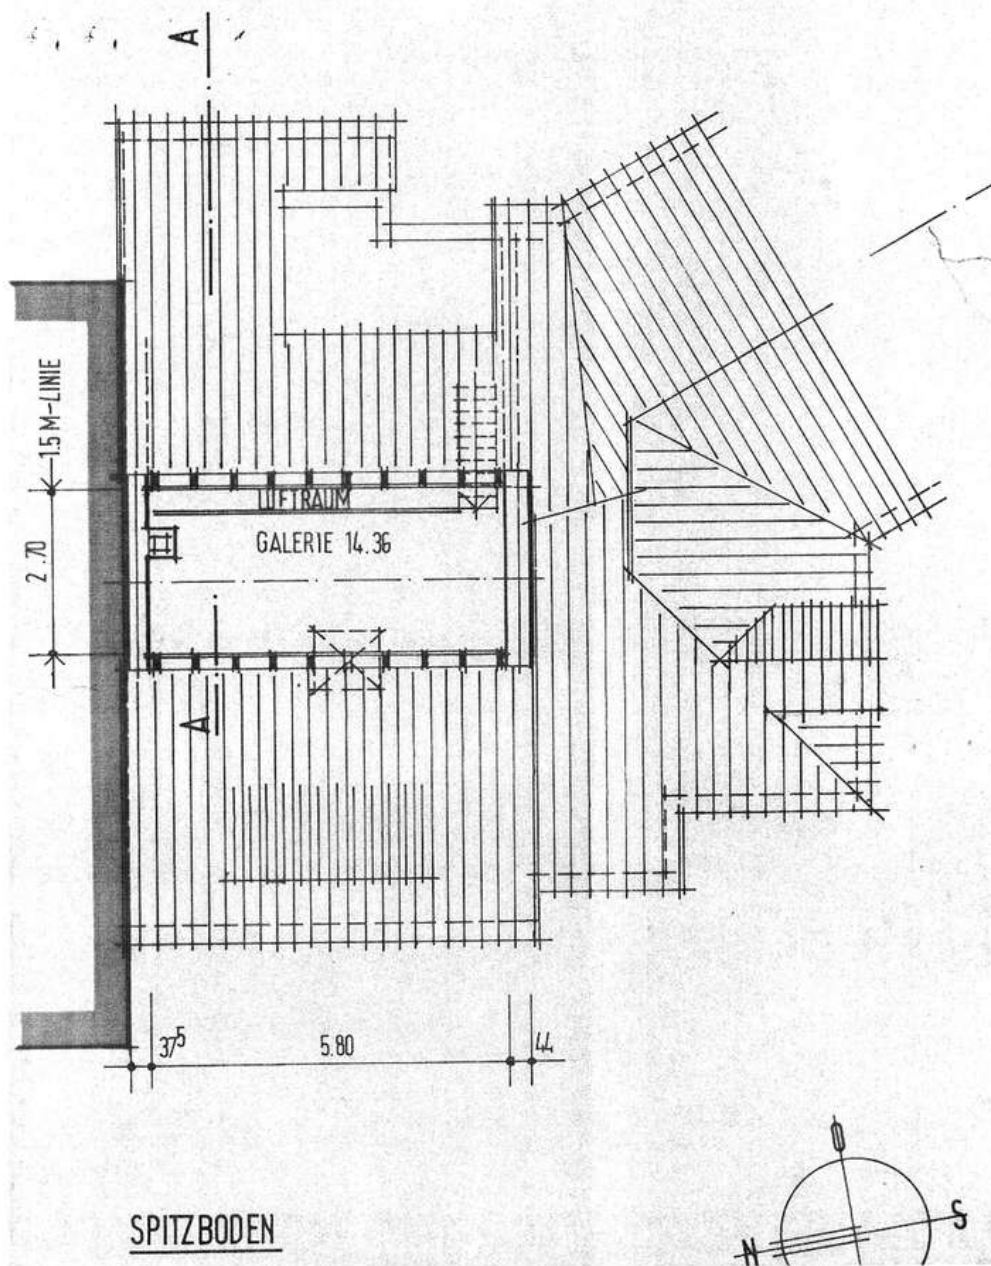 A
1.5 M-LINIE
LUFTRAUM
GALERIE 14.36
2.70
A
37⁵
5.80
44
O
S
N
SPITZBODEN